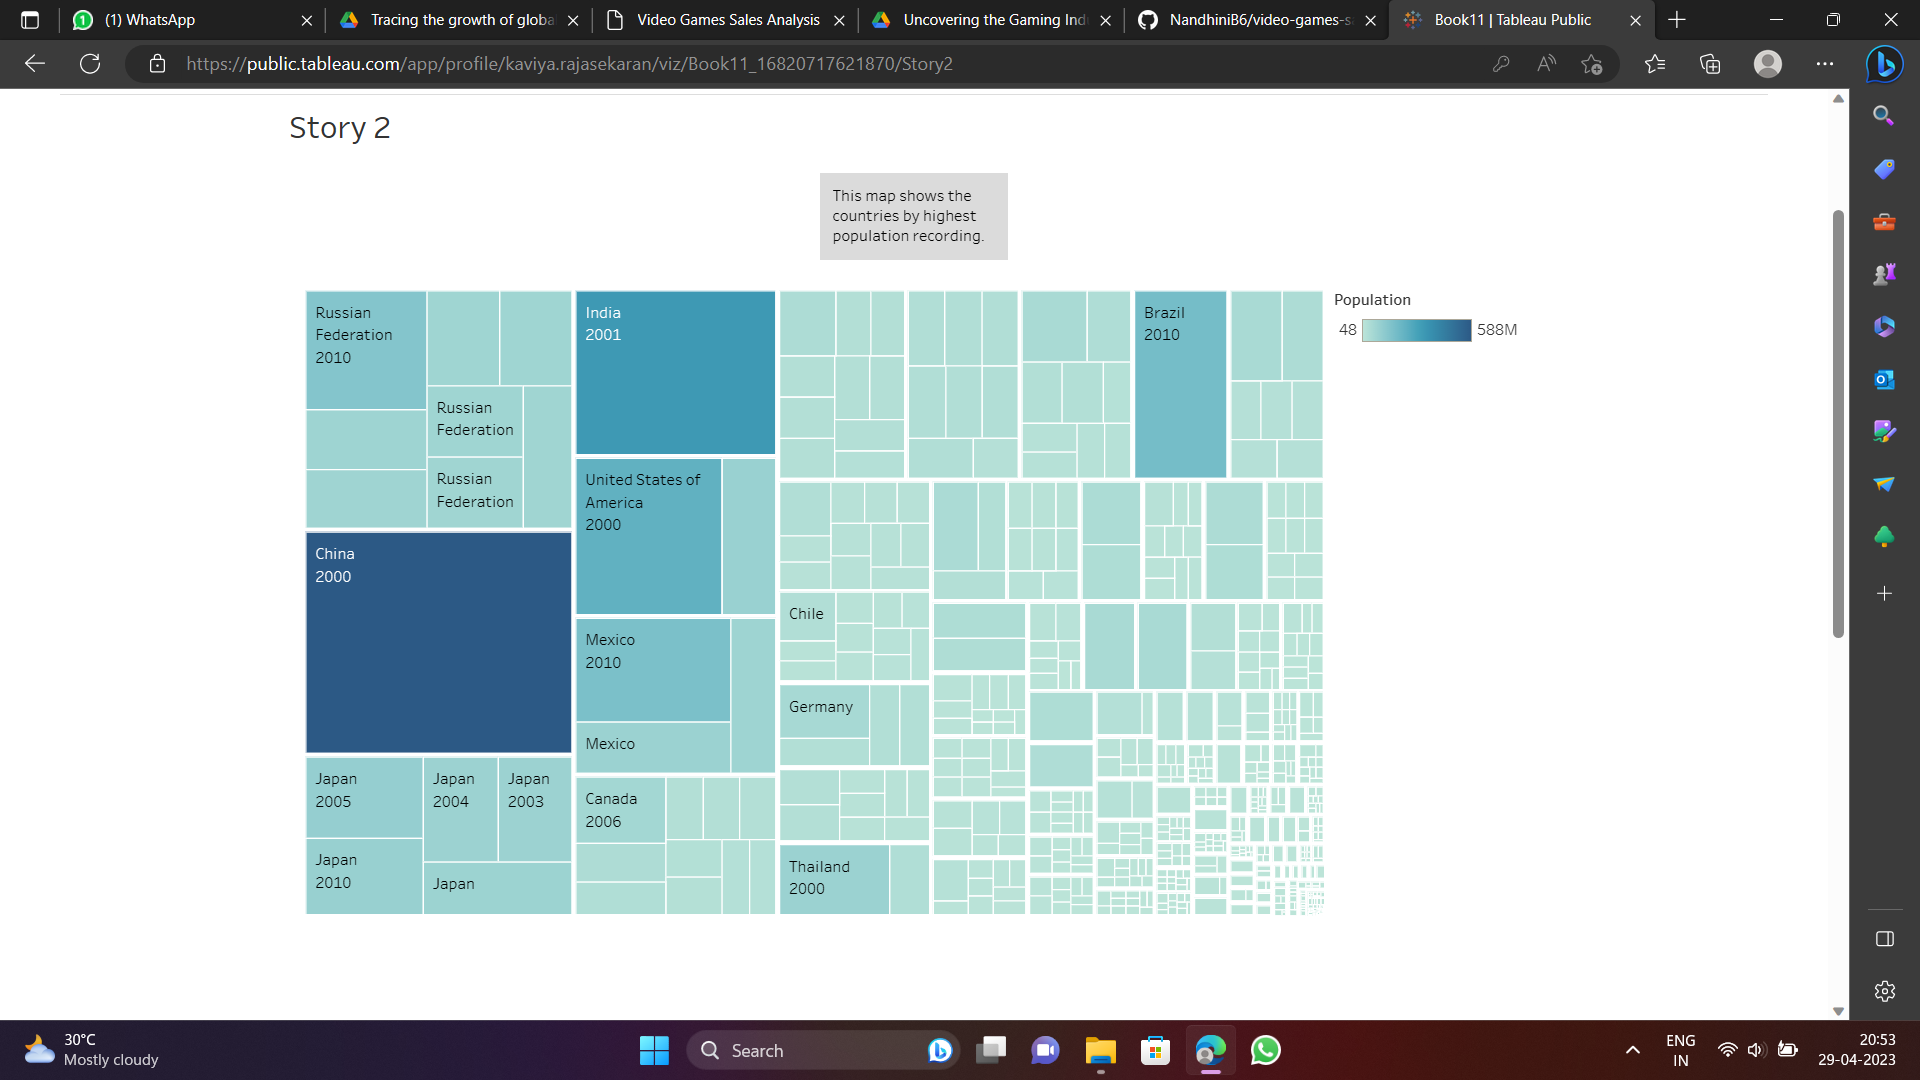 (1) WhatsApp
Tracing the growth of globa
Video Games Sales Analysis
Uncovering the Gaming Ind
NandhiniB6/video-games-s
Book11 | Tableau Public
https://public.tableau.com/app/profile/kaviya.rajasekaran/viz/Book11_16820717621870/Story2
Story 2
This map shows the
countries by highest
population recording.
Russian
Federation
2010
Russian
Federation
Russian
Federation
China
2000
Japan
2005
Japan
2004
Japan
2003
Japan
2010
Japan
India
2001
United States of
America
2000
Mexico
2010
Mexico
Canada
2006
Chile
Germany
Thailand
2000
Brazil
2010
Population
48
588M
30°C
Mostly cloudy
Search
ENG
IN
20:53
29-04-2023